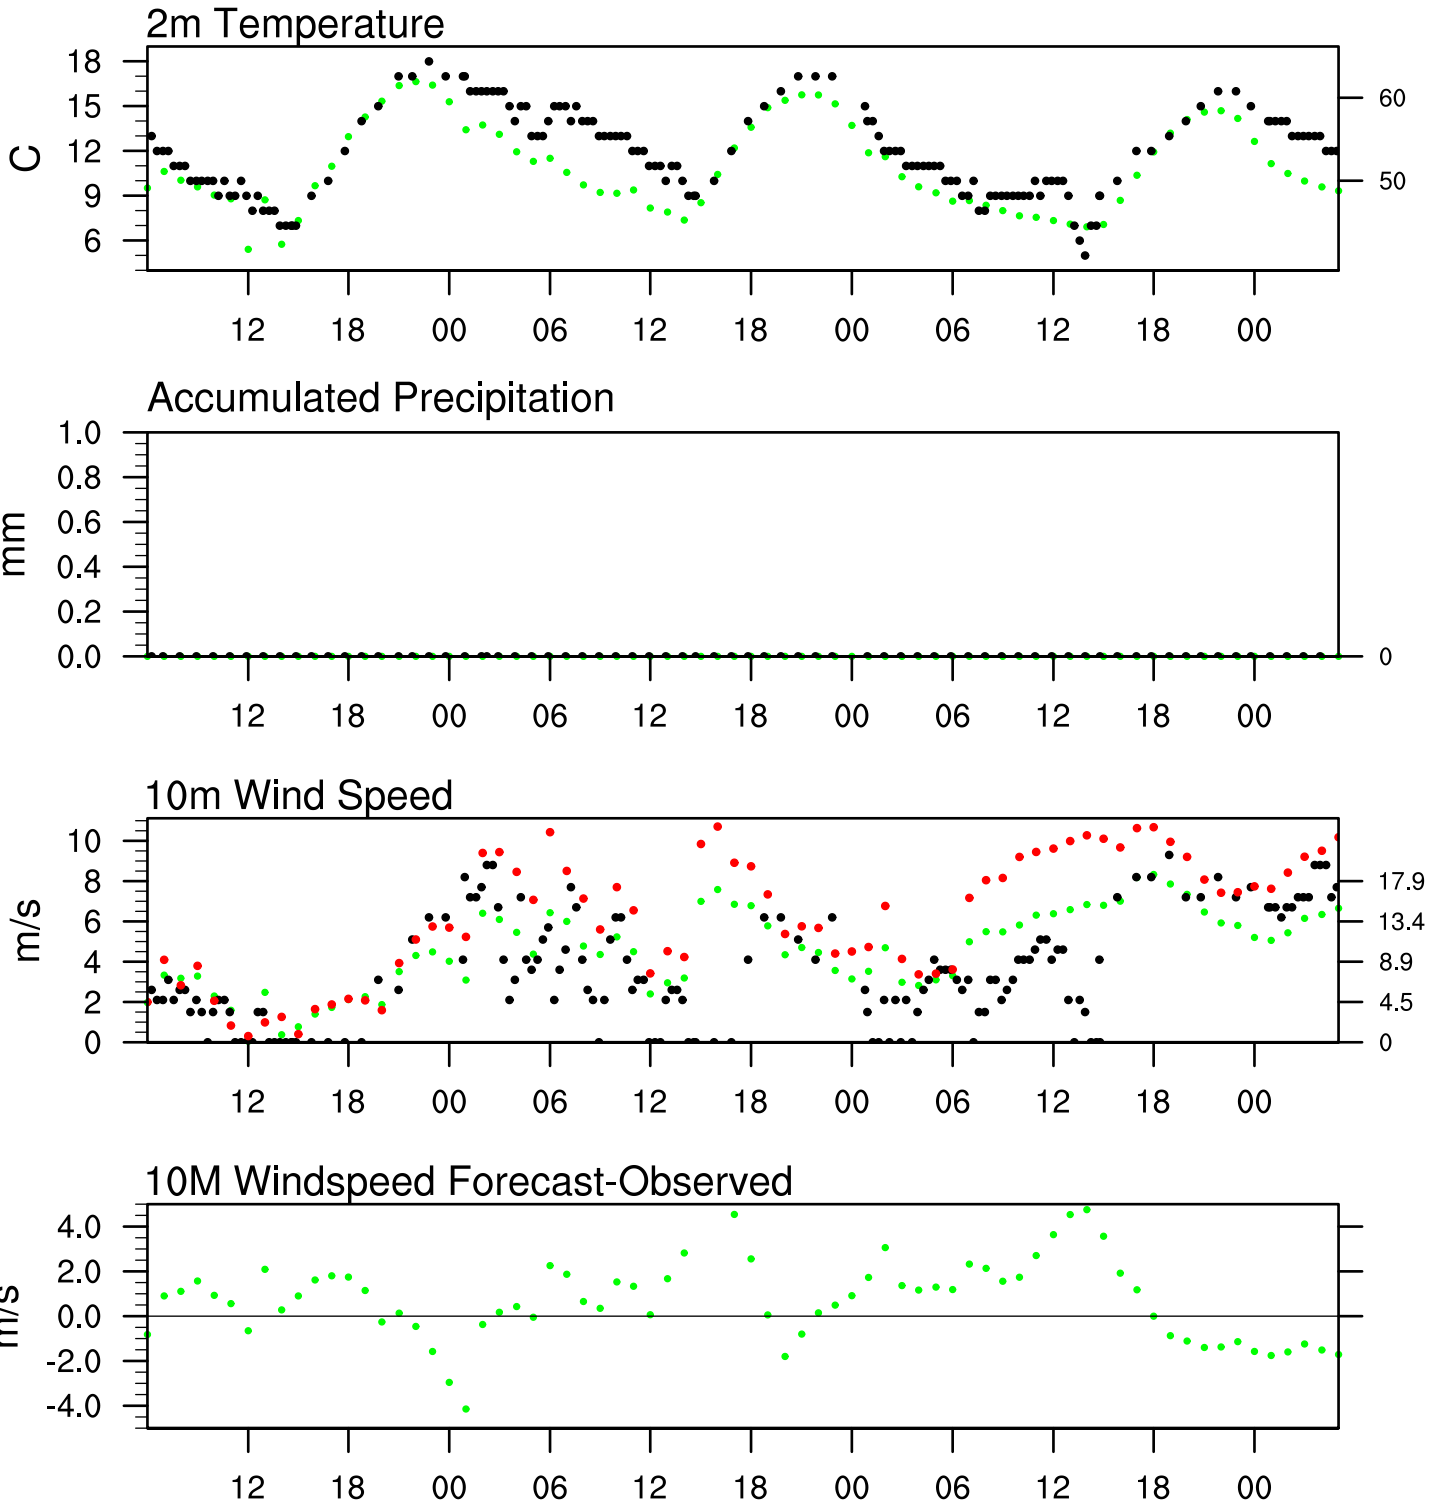 2m Temperature
18
15
12
9
6
C
60
50
12 18 00 06 12 18 00 06 12 18 00
Accumulated Precipitation
1.0
0.8
0.6
0.4
0.2
0.0
mm
0
12 18 00 06 12 18 00 06 12 18 00
10m Wind Speed
10
8
6
4
2
0
m/s
17.9
13.4
8.9
4.5
0
12 18 00 06 12 18 00 06 12 18 00
10M Windspeed Forecast-Observed
4.0
2.0
0.0
-2.0
-4.0
m/s
12 18 00 06 12 18 00 06 12 18 00